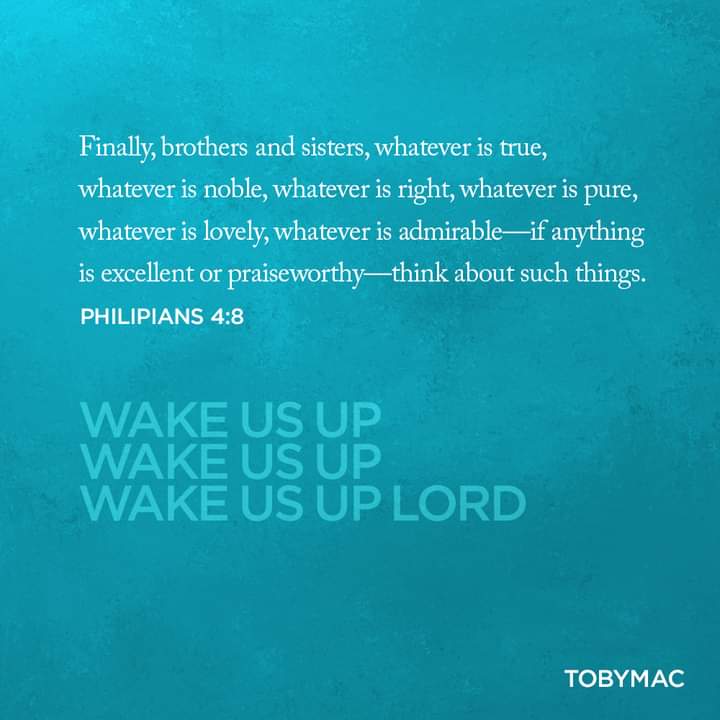 Finally, brothers and sisters, whatever is true,
whatever is noble, whatever is right, whatever is pure,
whatever is lovely, whatever is admirable—if anything
is excellent or praiseworthy—think about such things.
PHILIPIANS 4:8
WAKE US UP
WAKE US UP
WAKE US UP LORD
TOBYMAC